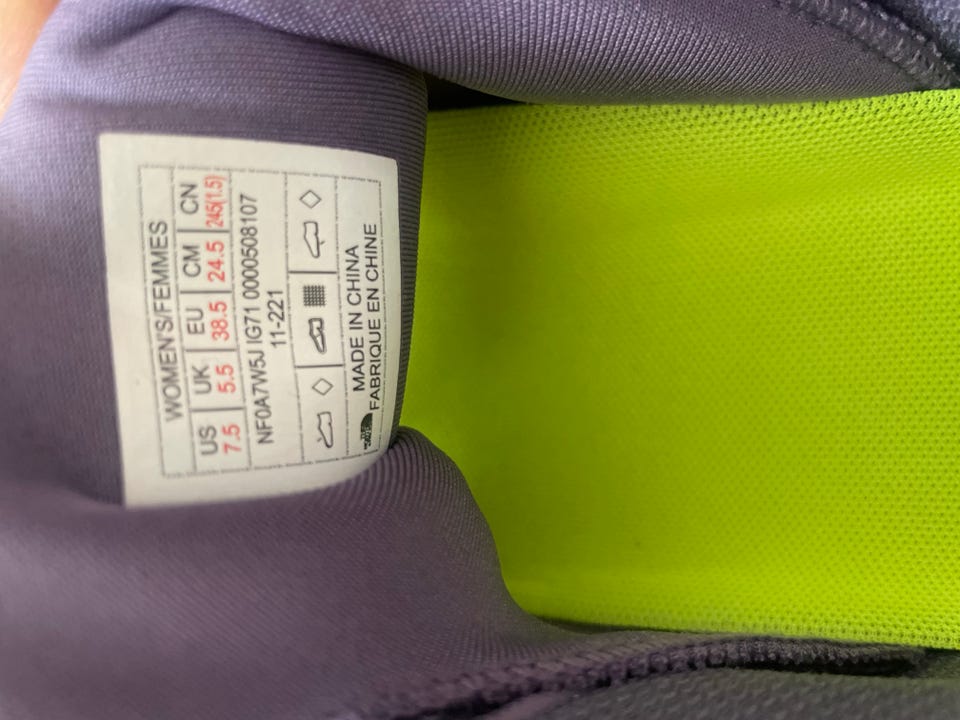 WOMEN'S/FEMMES
US UK EU CM CN
7.5 5.5 38.5 24.5 245(1.5)
NF0A7W5J IG71 0000508107
11-221
MADE IN CHINA
FABRIQUE EN CHINE